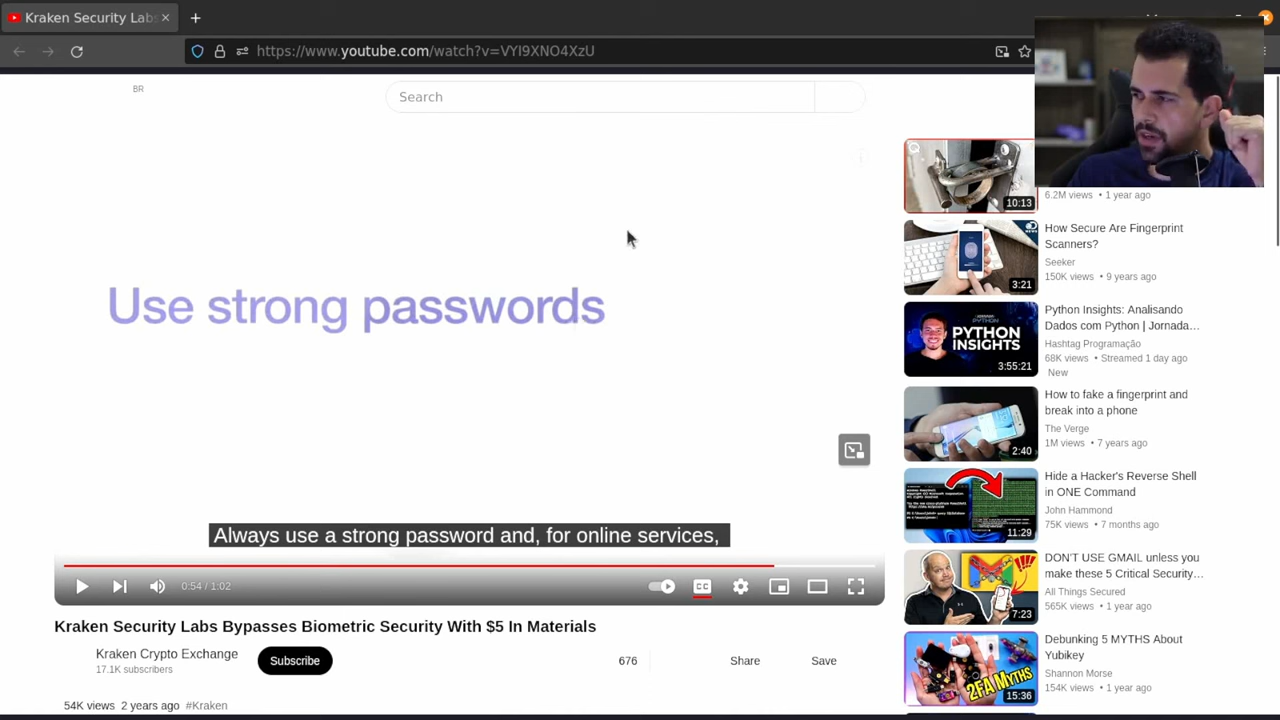 Kraken Security Labs
https://www.youtube.com/watch?v=VYI9XNO4XzU
BR
Search
Use strong passwords
Always use a strong password and, for online services,
0:54 / 1:02
CC
Kraken Security Labs Bypasses Biometric Security With $5 In Materials
Kraken Crypto Exchange
17.1K subscribers
Subscribe
676
Share
Save
54K views 2 years ago #Kraken
10:13
6.2M views • 1 year ago
3:21
How Secure Are Fingerprint
Scanners?
Seeker
150K views • 9 years ago
PYTHON
INSIGHTS
3:55:21
Python Insights: Analisando
Dados com Python | Jornada...
Hashtag Programação
68K views • Streamed 1 day ago
New
2:40
How to fake a fingerprint and
break into a phone
The Verge
1M views • 7 years ago
11:29
Hide a Hacker's Reverse Shell
in ONE Command
John Hammond
75K views • 7 months ago
7:23
DON'T USE GMAIL unless you
make these 5 Critical Security...
All Things Secured
565K views • 1 year ago
2FA MYTHS
15:36
Debunking 5 MYTHS About
Yubikey
Shannon Morse
154K views • 1 year ago